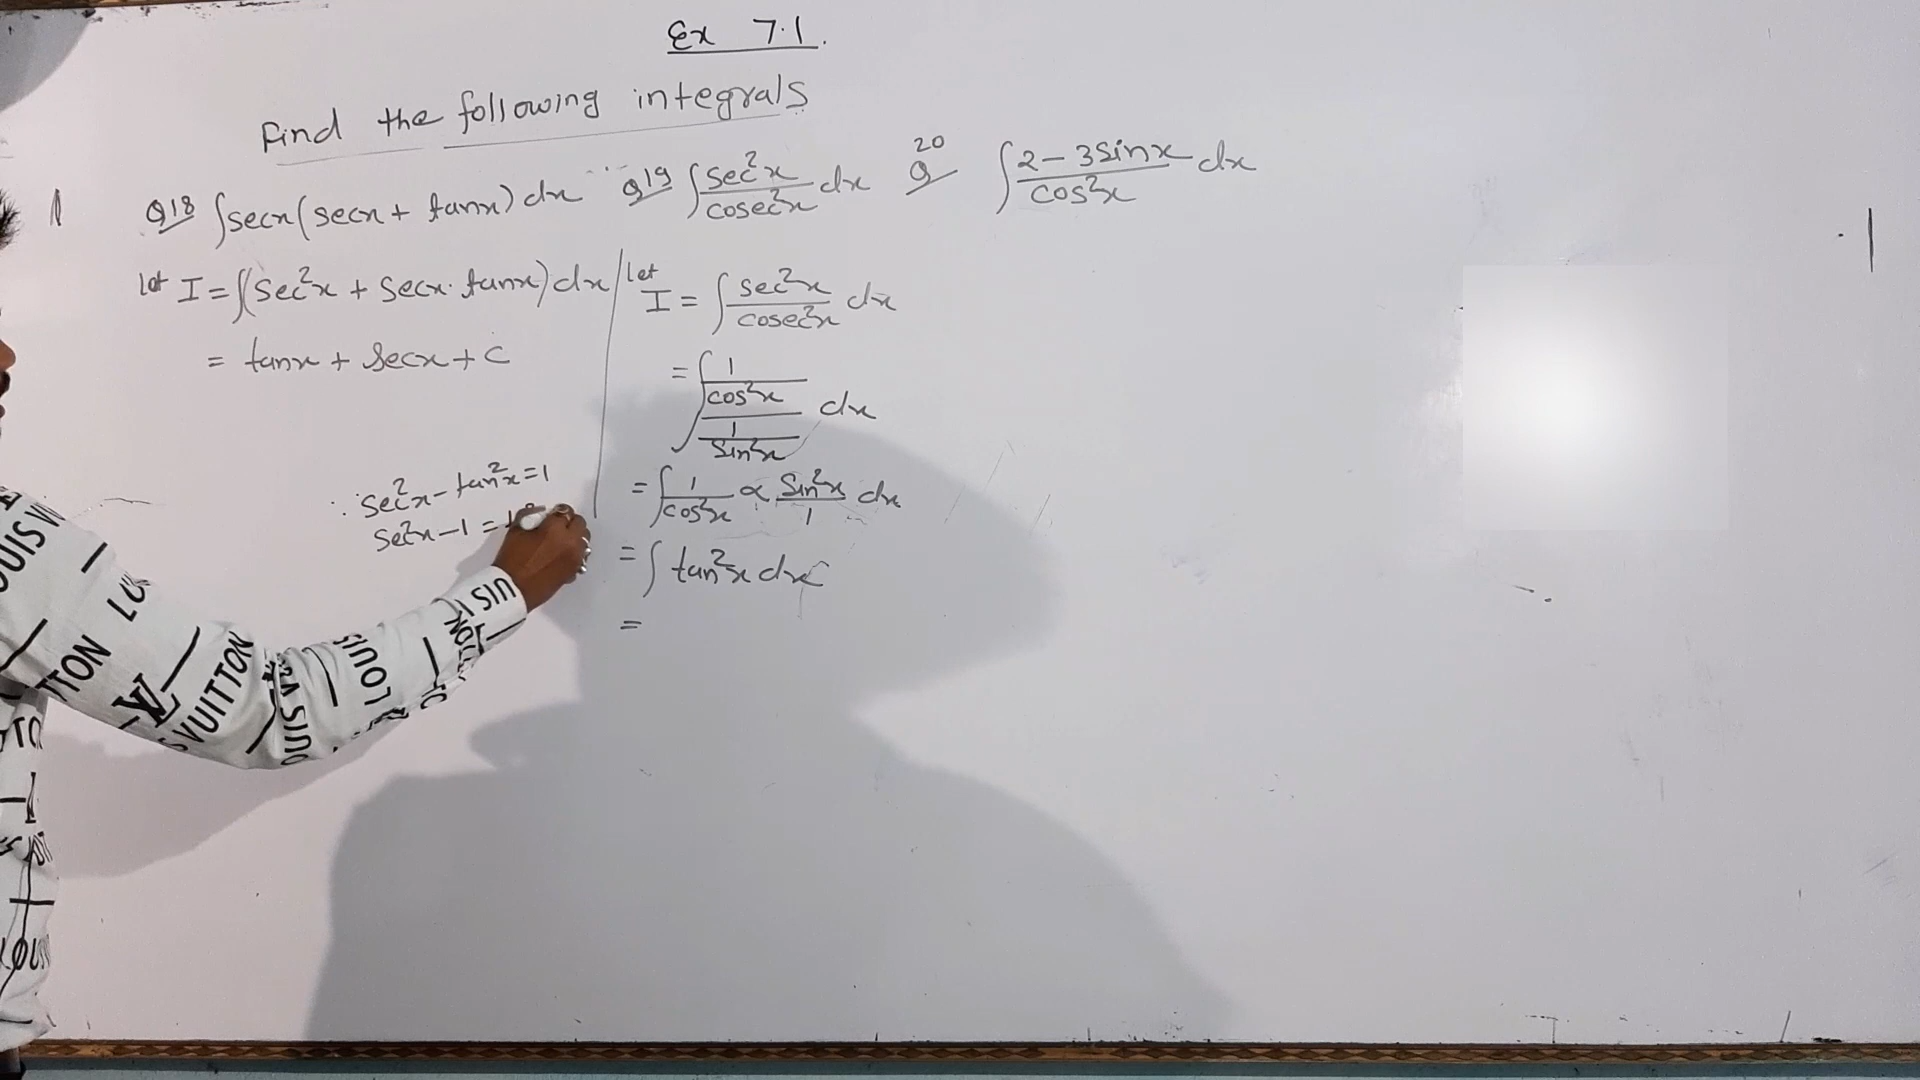 Ex 7.1.
Find the following integrals
Q18 ∫secx(secx + tanx) dx Q19 ∫ sec²x / cosec²x dx Q20 ∫ 2 - 3sinx / cos²x dx
let I = ∫(sec²x + secx · tanx) dx
= tanx + secx + c
∵ sec²x - tan²x = 1
sec²x - 1 =
let I = ∫ sec²x / cosec²x dx
= ∫ 1 / cos²x / 1 / sin²x dx
= ∫ 1 / cos²x × sin²x / 1 dx
= ∫ tan²x dx
=
LOUIS VUITTON